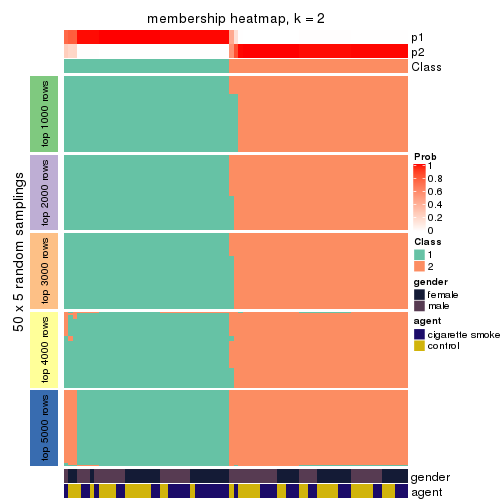 membership heatmap, k = 2
p1
p2
Class
50 x 5 random samplings
top 1000 rows
top 2000 rows
top 3000 rows
top 4000 rows
top 5000 rows
Prob
1
0.8
0.6
0.4
0.2
0
Class
1
2
gender
female
male
agent
cigarette smoke
control
gender
agent